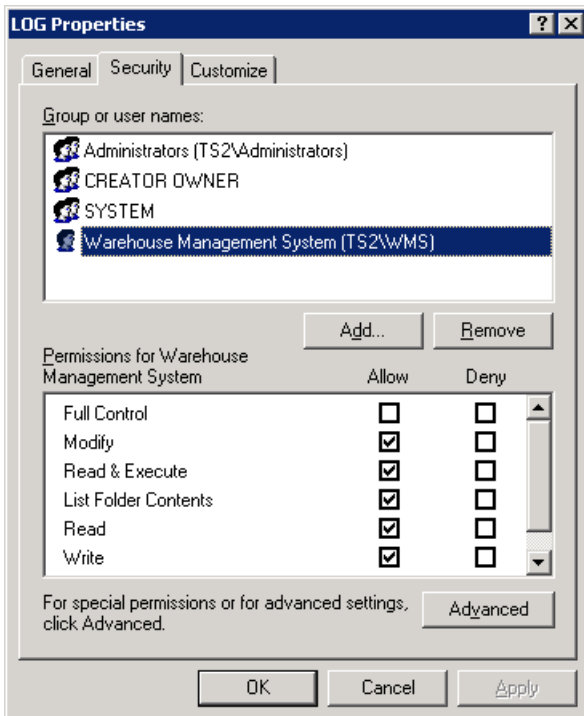 LOG Properties
General Security Customize
Group or user names:
Administrators (TS2\Administrators)
CREATOR OWNER
SYSTEM
Warehouse Management System (TS2\WMS)
Add... Remove
Permissions for Warehouse
Management System Allow Deny
Full Control
Modify
Read & Execute
List Folder Contents
Read
Write
For special permissions or for advanced settings, Advanced
click Advanced.
OK Cancel Apply